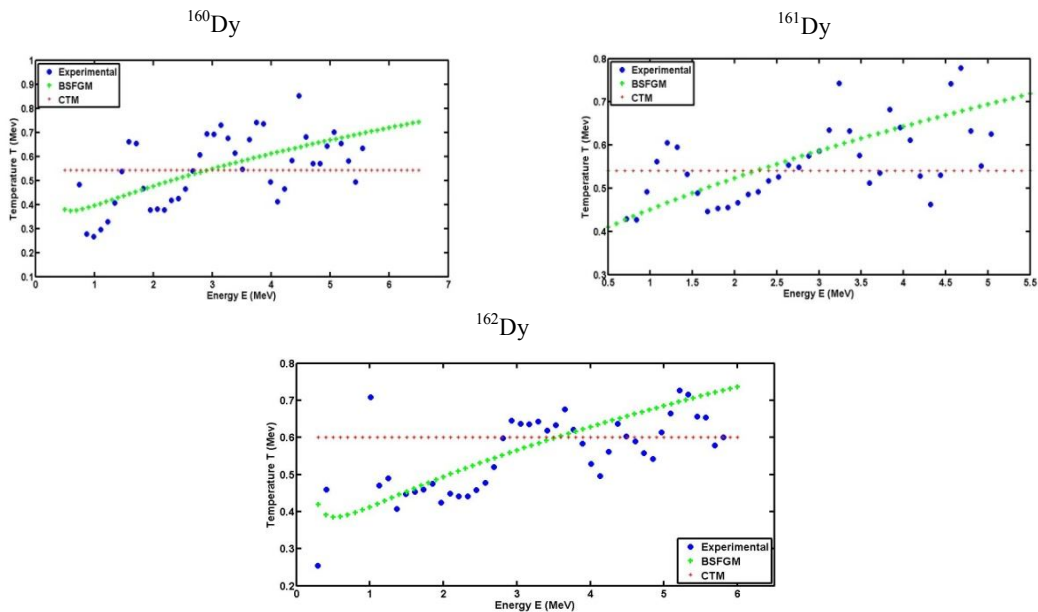 160Dy
161Dy
1
0.9
0.8
0.7
0.6
0.5
0.4
0.3
0.2
0.1
Temperature T (Mev)
Experimental
BSFGM
CTM
0 1 2 3 4 5 6 7
Energy E (MeV)
0.8
0.7
0.6
0.5
0.4
0.3
Temperature T (Mev)
Experimental
BSFGM
CTM
0.5 1 1.5 2 2.5 3 3.5 4 4.5 5 5.5
Energy E (MeV)
162Dy
0.8
0.7
0.6
0.5
0.4
0.3
0.2
Temperature T (Mev)
Experimental
BSFGM
CTM
0 1 2 3 4 5 6
Energy E (MeV)